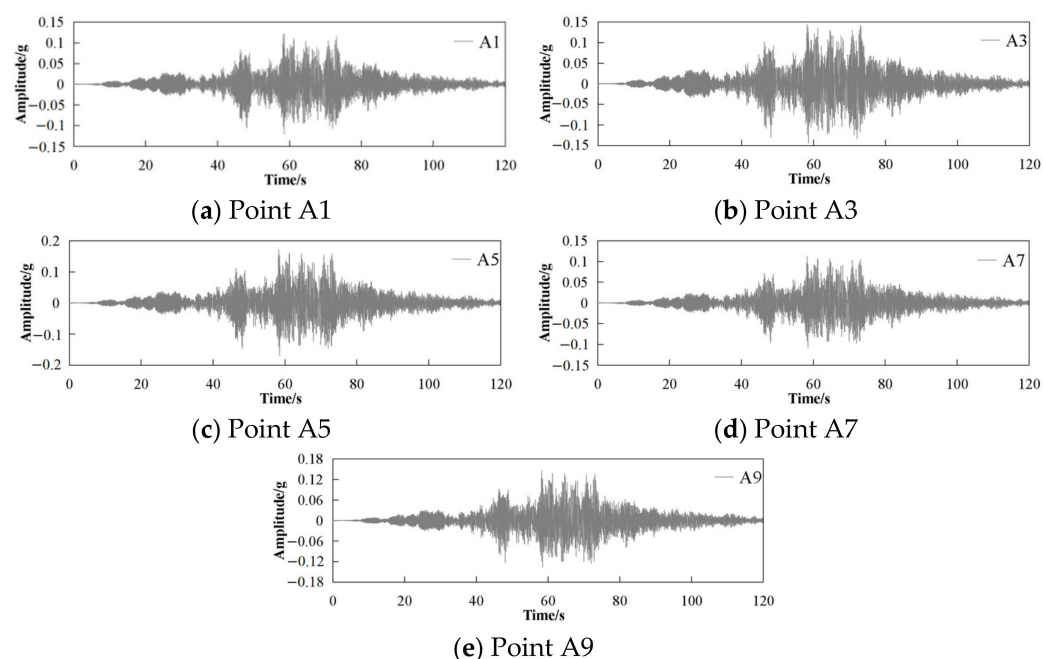 0.15
0.1
0.05
0
−0.05
−0.1
−0.15
Amplitude/g
A1
0 20 40 60 80 100 120
Time/s
(a) Point A1
0.15
0.1
0.05
0
−0.05
−0.1
−0.15
Amplitude/g
A3
0 20 40 60 80 100 120
Time/s
(b) Point A3
0.2
0.1
0
−0.1
−0.2
Amplitude/g
A5
0 20 40 60 80 100 120
Time/s
(c) Point A5
0.15
0.1
0.05
0
−0.05
−0.1
−0.15
Amplitude/g
A7
0 20 40 60 80 100 120
Time/s
(d) Point A7
0.18
0.12
0.06
0
−0.06
−0.12
−0.18
Amplitude/g
A9
0 20 40 60 80 100 120
Time/s
(e) Point A9